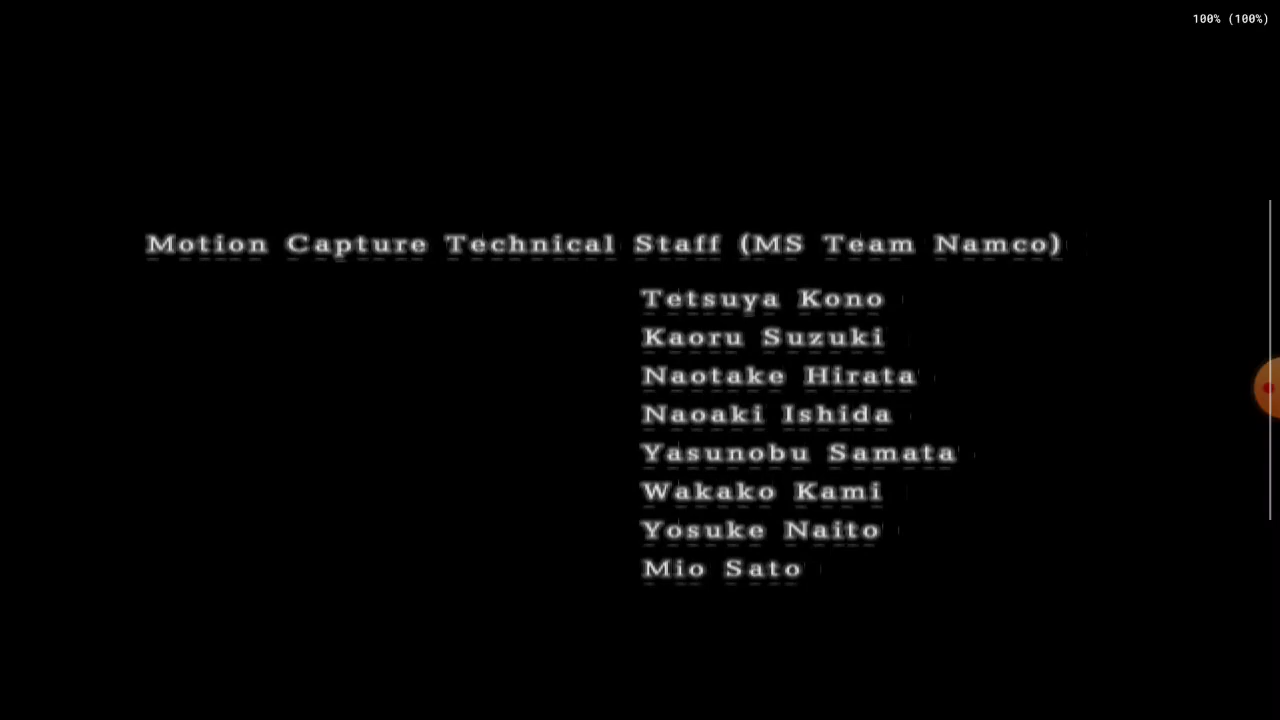 100% (100%)
Motion Capture Technical Staff (MS Team Namco)
Tetsuya Kono
Kaoru Suzuki
Naotake Hirata
Naoaki Ishida
Yasunobu Samata
Wakako Kami
Yosuke Naito
Mio Sato